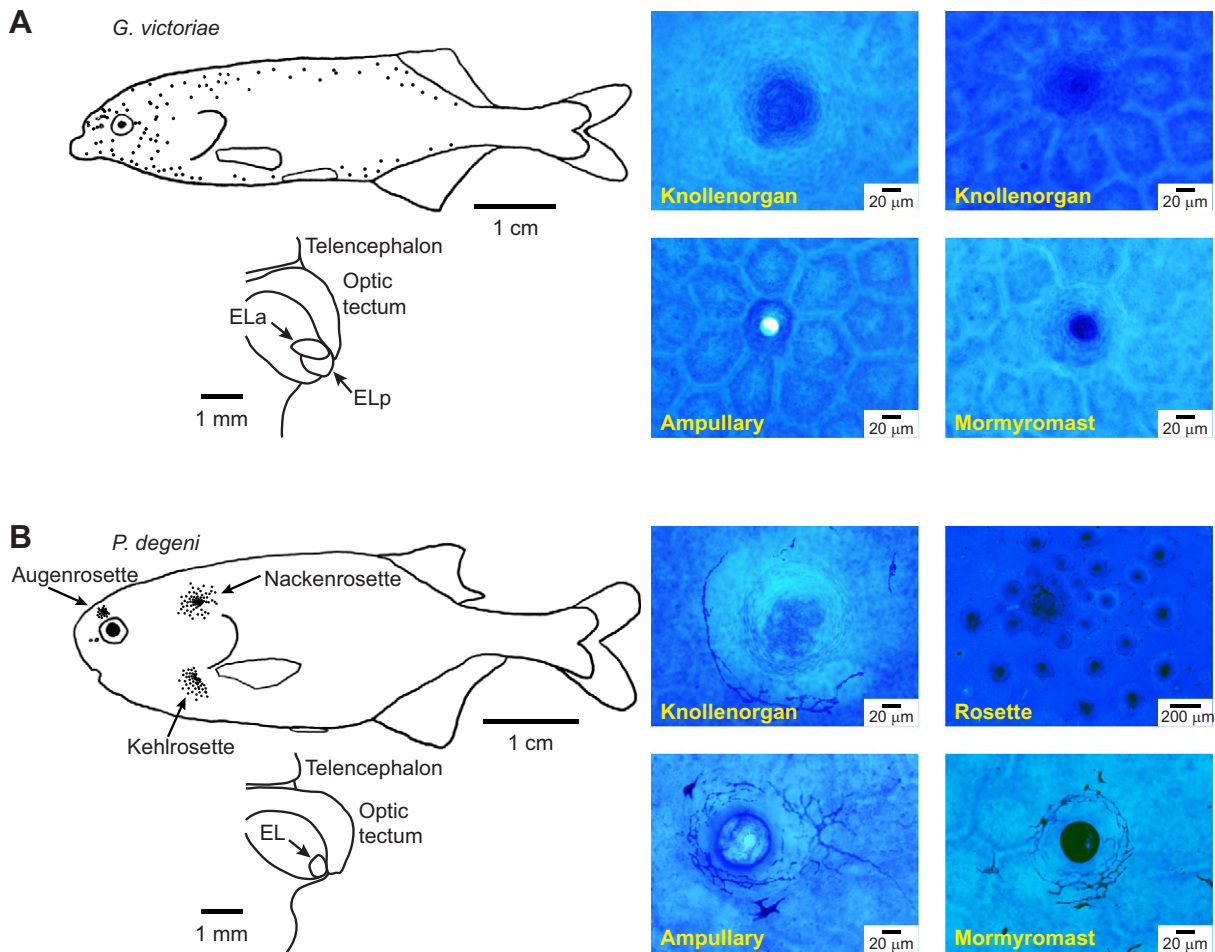 A
G. victoriae
1 cm
Telencephalon
Optic
tectum
ELa
ELp
1 mm
Knollenorgan
20 μm
Knollenorgan
20 μm
Ampullary
20 μm
Mormyromast
20 μm
B
P. degeni
Augenrosette
Nackenrosette
Kehlrosette
1 cm
Telencephalon
Optic
tectum
EL
1 mm
Knollenorgan
20 μm
Rosette
200 μm
Ampullary
20 μm
Mormyromast
20 μm